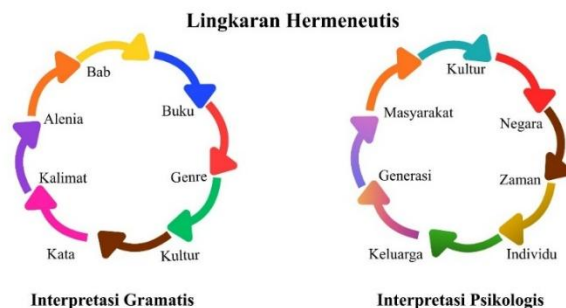 Lingkaran Hermeneutis
Bab
Buku
Genre
Kultur
Kata
Kalimat
Alenia
Interpretasi Gramatis
Kultur
Negara
Zaman
Individu
Keluarga
Generasi
Masyarakat
Interpretasi Psikologis